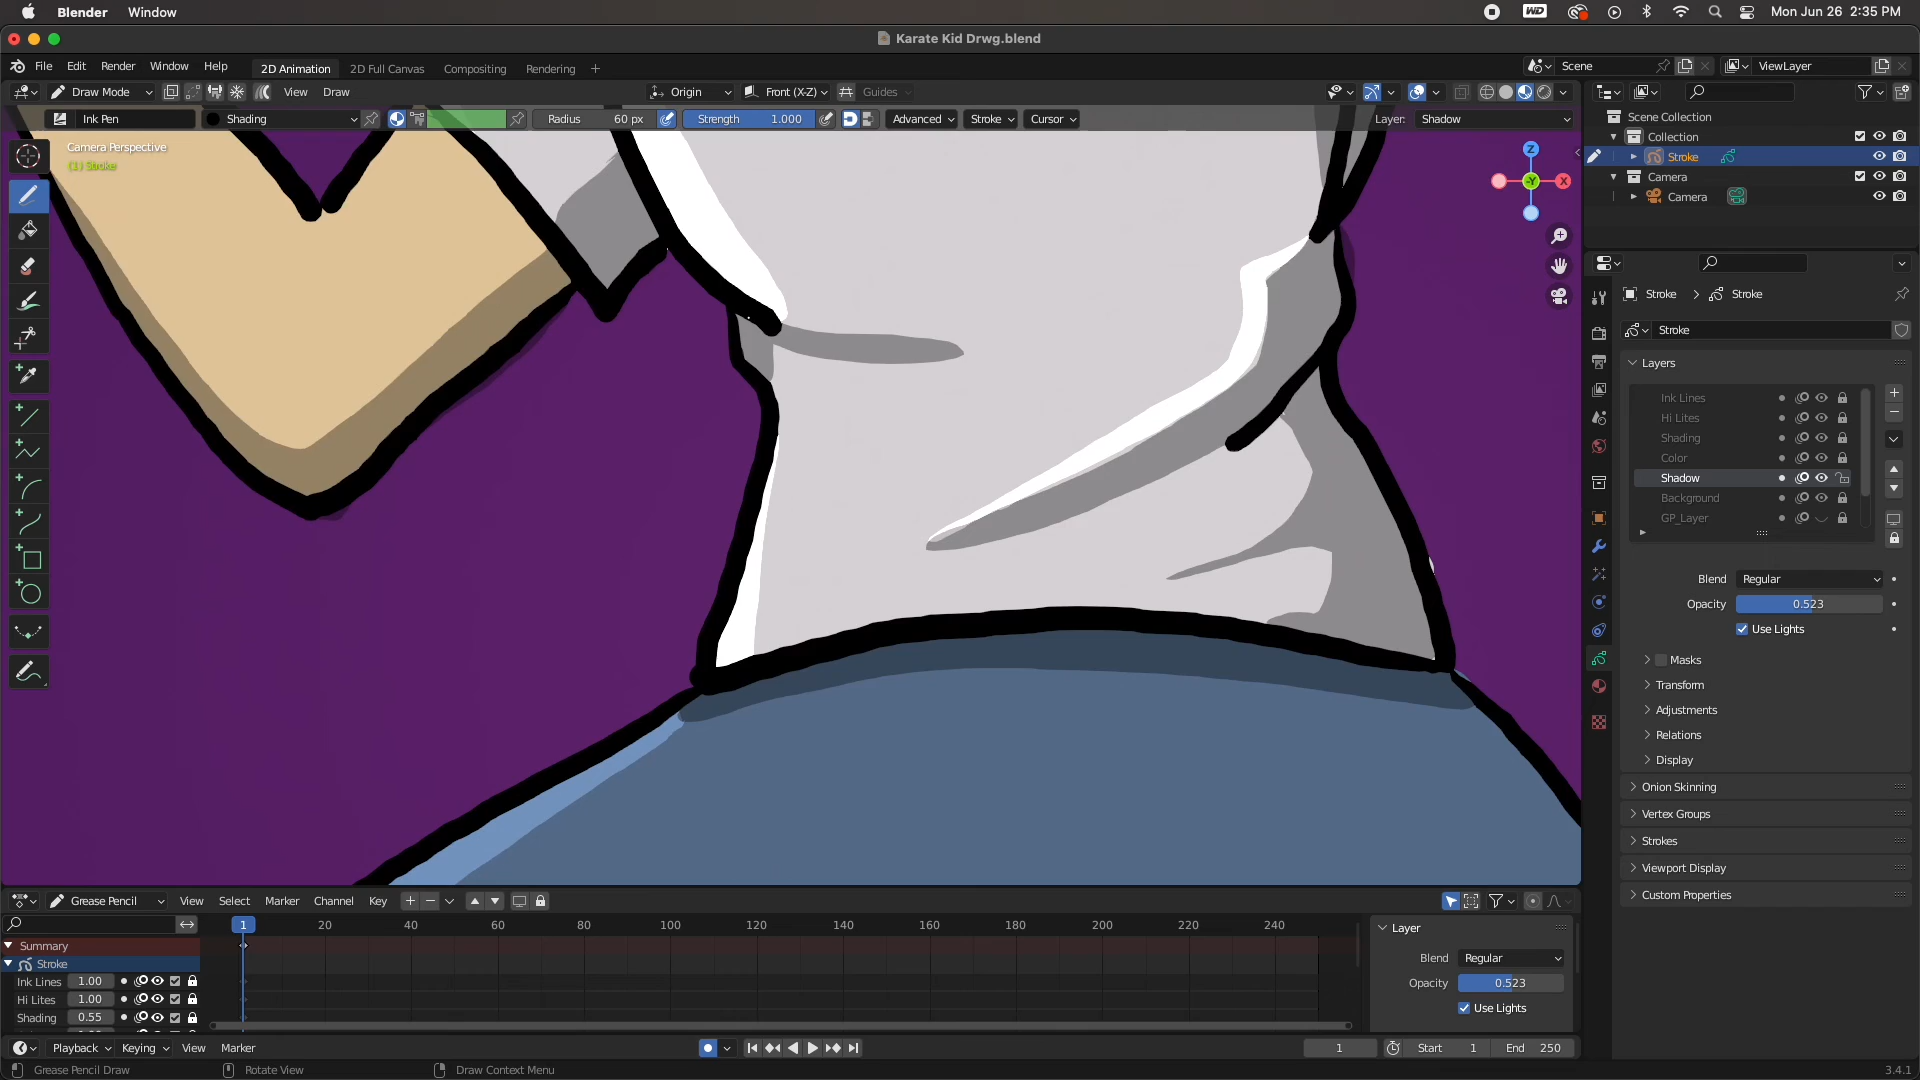 Blender Window
WD
Mon Jun 26 2:35 PM
Karate Kid Drwg.blend
File Edit Render Window Help
2D Animation 2D Full Canvas Compositing Rendering +
Scene
ViewLayer
Draw Mode View Draw
Origin Front (X-Z) Guides
Ink Pen Shading Radius 60 px Strength 1.000 Advanced Stroke Cursor
Layer: Shadow
Camera Perspective
(1) Stroke
Z
-Y
X
Scene Collection
Collection
Stroke
Camera
Camera
Stroke > Stroke
Stroke
Layers
Ink Lines
Hi Lites
Shading
Color
Shadow
Background
GP_Layer
Blend Regular
Opacity 0.523
Use Lights
Masks
Transform
Adjustments
Relations
Display
Onion Skinning
Vertex Groups
Strokes
Viewport Display
Custom Properties
Grease Pencil View Select Marker Channel Key
1 20 40 60 80 100 120 140 160 180 200 220 240
Summary
Stroke
Ink Lines 1.00
Hi Lites 1.00
Shading 0.55
Layer
Blend Regular
Opacity 0.523
Use Lights
Playback Keying View Marker
1 Start 1 End 250
Grease Pencil Draw Rotate View Draw Context Menu
3.4.1